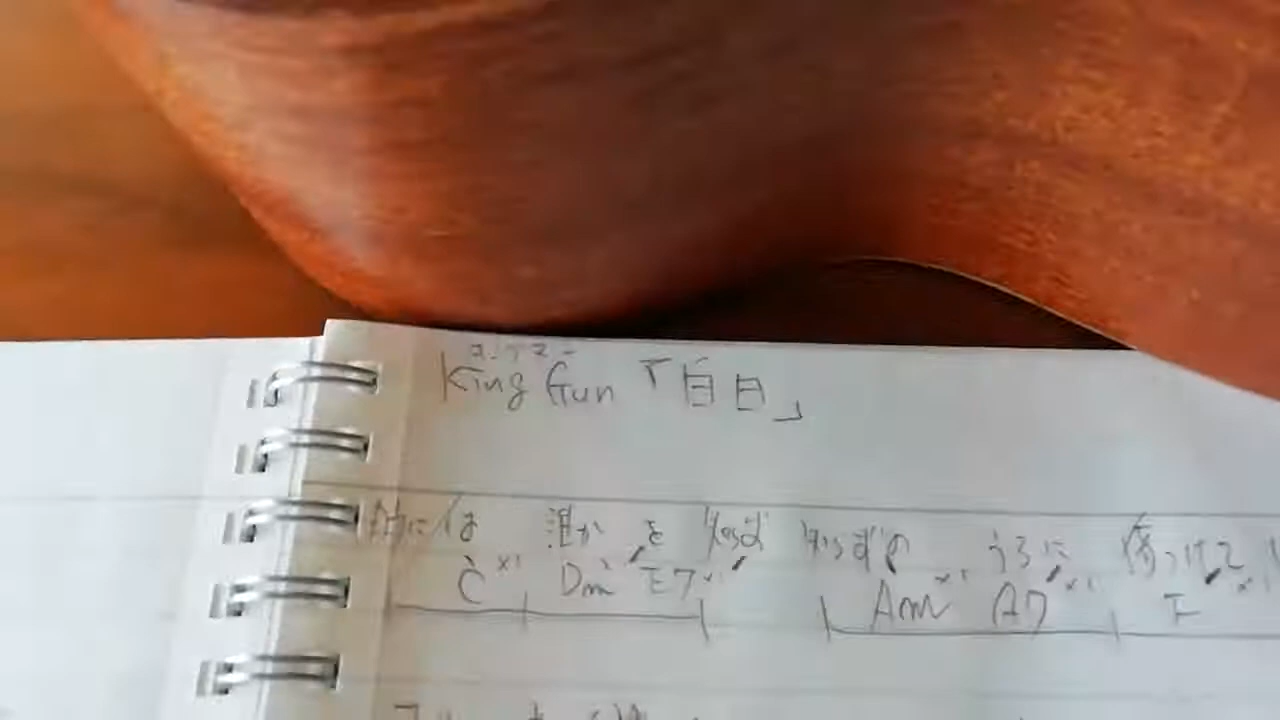 King Gun 「白日」
時には 誰かを 知らず 知らずの うちに 傷つけて
C Dm E7 Am A7 F